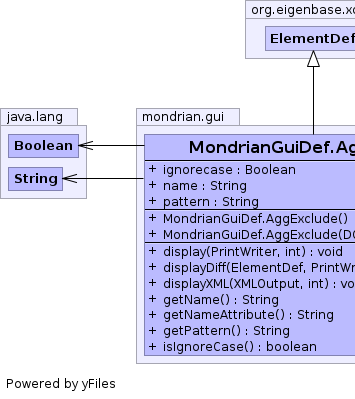 org.eigenbase.xo
ElementDef
java.lang
mondrian.gui
Boolean
String
MondrianGuiDef.Ag
+ ignorecase : Boolean
+ name : String
+ pattern : String
+ MondrianGuiDef.AggExclude()
+ MondrianGuiDef.AggExclude(DO
+ display(PrintWriter, int) : void
+ displayDiff(ElementDef, PrintWr
+ displayXML(XMLOutput, int) : vo
+ getName() : String
+ getNameAttribute() : String
+ getPattern() : String
+ isIgnoreCase() : boolean
Powered by yFiles